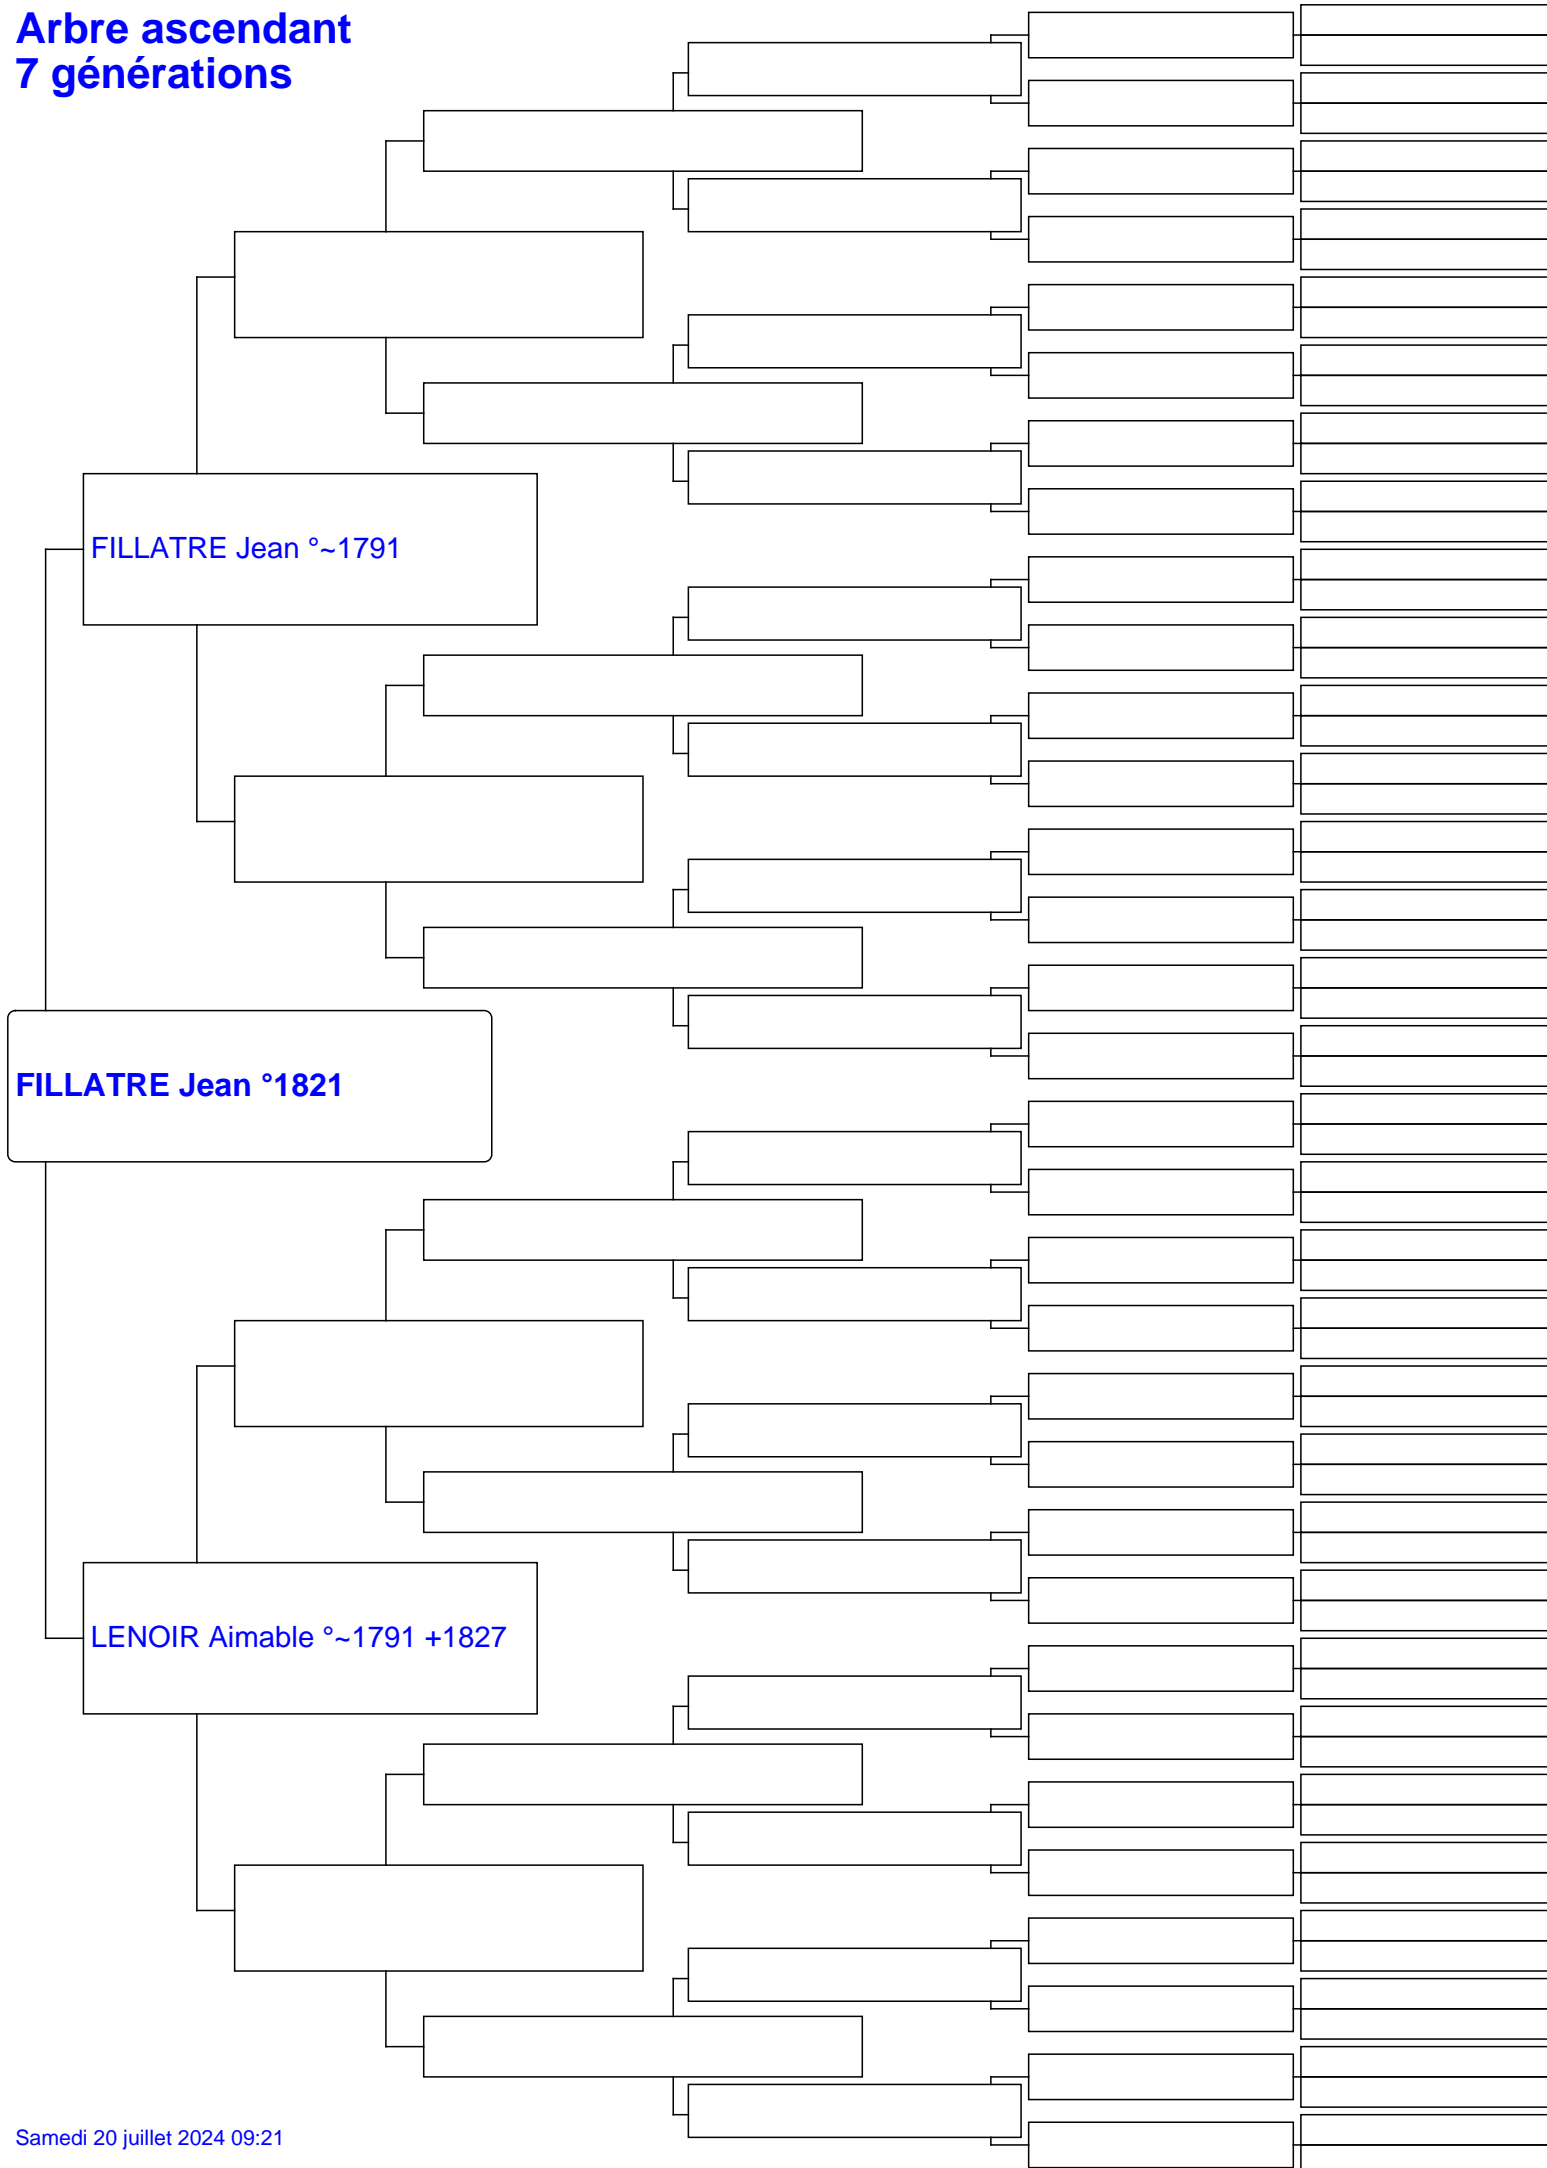 Arbre ascendant
7 générations
FILLATRE Jean °~1791
FILLATRE Jean °1821
LENOIR Aimable °~1791 +1827
Samedi 20 juillet 2024 09:21